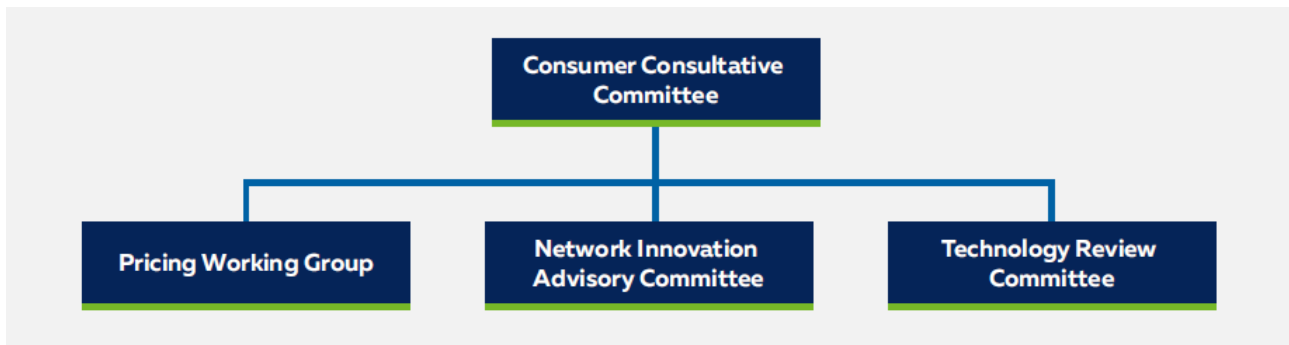 Consumer Consultative
Committee
Pricing Working Group
Network Innovation
Advisory Committee
Technology Review
Committee